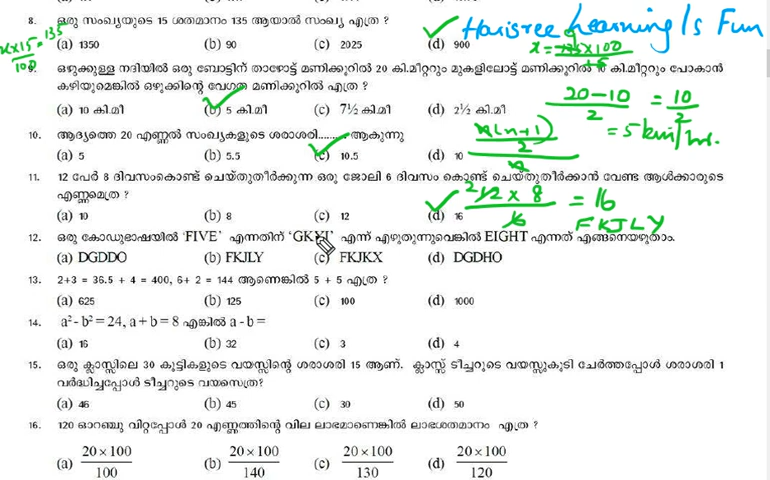 8. ഒരു സംഖ്യയുടെ 15 ശതമാനം 135 ആയാൽ സംഖ്യ എത്ര ?
Harisree Learning Is Fun
x×15=135
100
(a) 1350 (b) 90 (c) 2025 (d) 900
x = 135×100
15
9. ഒഴുക്കുള്ള നദിയിൽ ഒരു ബോട്ടിന് താഴോട്ട് മണിക്കൂറിൽ 20 കി.മീറ്ററും മുകളിലോട്ട് മണിക്കൂറിൽ 10 കി.മീറ്ററും പോകാൻ
കഴിയുമെങ്കിൽ ഒഴുക്കിന്റെ വേഗത മണിക്കൂറിൽ എത്ര ?
(a) 10 കി.മീ (b) 5 കി.മീ (c) 7½ കി.മീ (d) 2½ കി.മീ
20-10 = 10
2 2
= 5 km/hr.
10. ആദ്യത്തെ 20 എണ്ണൽ സംഖ്യകളുടെ ശരാശരി......... ആകുന്നു
(a) 5 (b) 5.5 (c) 10.5 (d) 10
n(n+1)
2
n
11. 12 പേർ 8 ദിവസംകൊണ്ട് ചെയ്തുതീർക്കുന്ന ഒരു ജോലി 6 ദിവസം കൊണ്ട് ചെയ്തുതീർക്കാൻ വേണ്ട ആൾക്കാരുടെ
എണ്ണമെത്ര ?
(a) 10 (b) 8 (c) 12 (d) 16
12 × 8 = 16
6
FKJLY
12. ഒരു കോഡുഭാഷയിൽ 'FIVE' എന്നതിന് 'GKYI' എന്ന് എഴുതുന്നുവെങ്കിൽ EIGHT എന്നത് എങ്ങനെയഴുതാം.
(a) DGDDO (b) FKJLY (c) FKJKX (d) DGDHO
13. 2+3 = 36.5 + 4 = 400, 6+ 2 = 144 ആണെങ്കിൽ 5 + 5 എത്ര ?
(a) 625 (b) 125 (c) 100 (d) 1000
14. a² - b² = 24, a + b = 8 എങ്കിൽ a - b =
(a) 16 (b) 32 (c) 3 (d) 4
15. ഒരു ക്ലാസ്സിലെ 30 കുട്ടികളുടെ വയസ്സിന്റെ ശരാശരി 15 ആണ്. ക്ലാസ്സ് ടീച്ചറുടെ വയസ്സുകൂടി ചേർത്തപ്പോൾ ശരാശരി 1
വർദ്ധിച്ചപ്പോൾ ടീച്ചറുടെ വയസെത്ര?
(a) 46 (b) 45 (c) 30 (d) 50
16. 120 ഓറഞ്ചു വിറ്റപ്പോൾ 20 എണ്ണത്തിന്റെ വില ലാഭമാണെങ്കിൽ ലാഭശതമാനം എത്ര ?
(a) 20 × 100 (b) 20 × 100 (c) 20 × 100 (d) 20 × 100
100 140 130 120